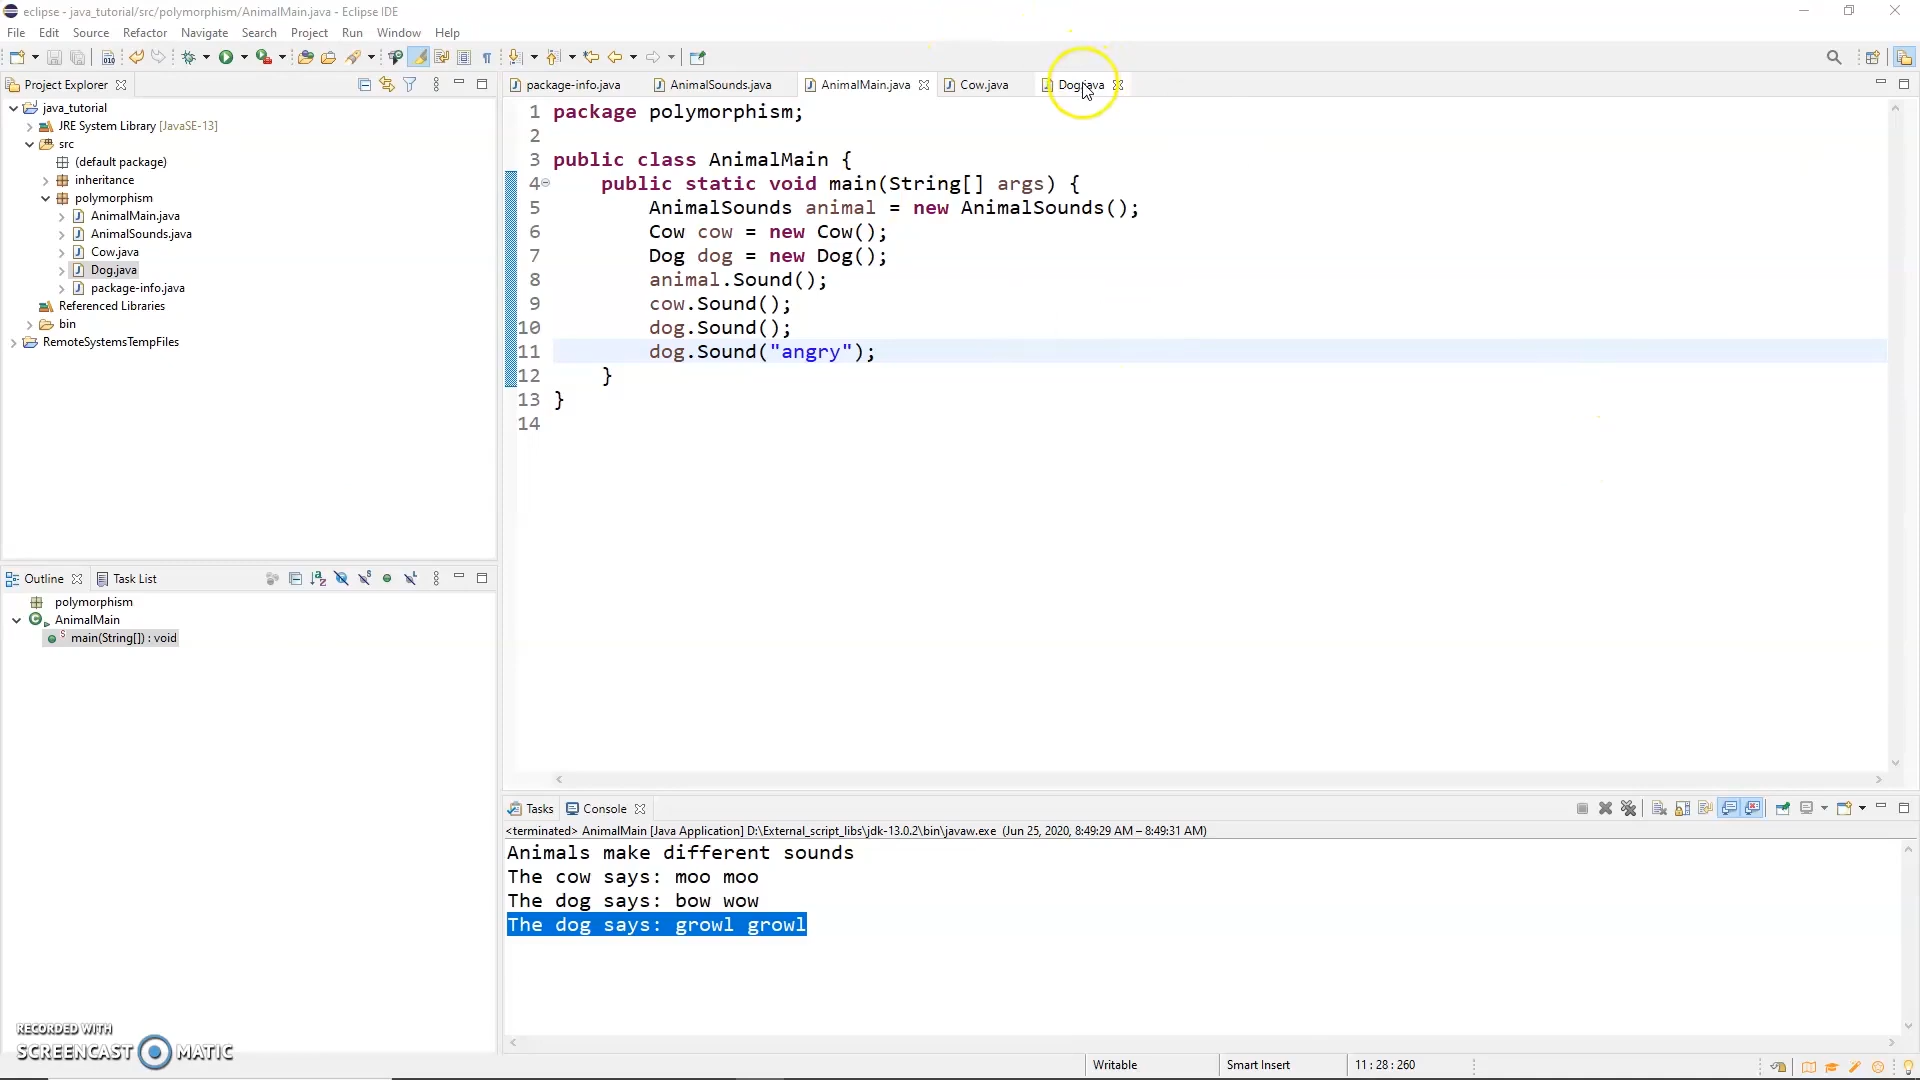 eclipse - java_tutorial/src/polymorphism/AnimalMain.java - Eclipse IDE
File Edit Source Refactor Navigate Search Project Run Window Help
Project Explorer
java_tutorial
JRE System Library [JavaSE-13]
src
(default package)
inheritance
polymorphism
AnimalMain.java
AnimalSounds.java
Cow.java
Dog.java
package-info.java
Referenced Libraries
bin
RemoteSystemsTempFiles
package-info.java AnimalSounds.java AnimalMain.java Cow.java Dog.java
1 package polymorphism;
2
3 public class AnimalMain {
4 public static void main(String[] args) {
5 AnimalSounds animal = new AnimalSounds();
6 Cow cow = new Cow();
7 Dog dog = new Dog();
8 animal.Sound();
9 cow.Sound();
10 dog.Sound();
11 dog.Sound("angry");
12 }
13 }
14
Outline Task List
polymorphism
AnimalMain
main(String[]) : void
Tasks Console
<terminated> AnimalMain [Java Application] D:\External_script_libs\jdk-13.0.2\bin\javaw.exe (Jun 25, 2020, 8:49:29 AM – 8:49:31 AM)
Animals make different sounds
The cow says: moo moo
The dog says: bow wow
The dog says: growl growl
RECORDED WITH
SCREENCAST MATIC
Writable Smart Insert 11 : 28 : 260